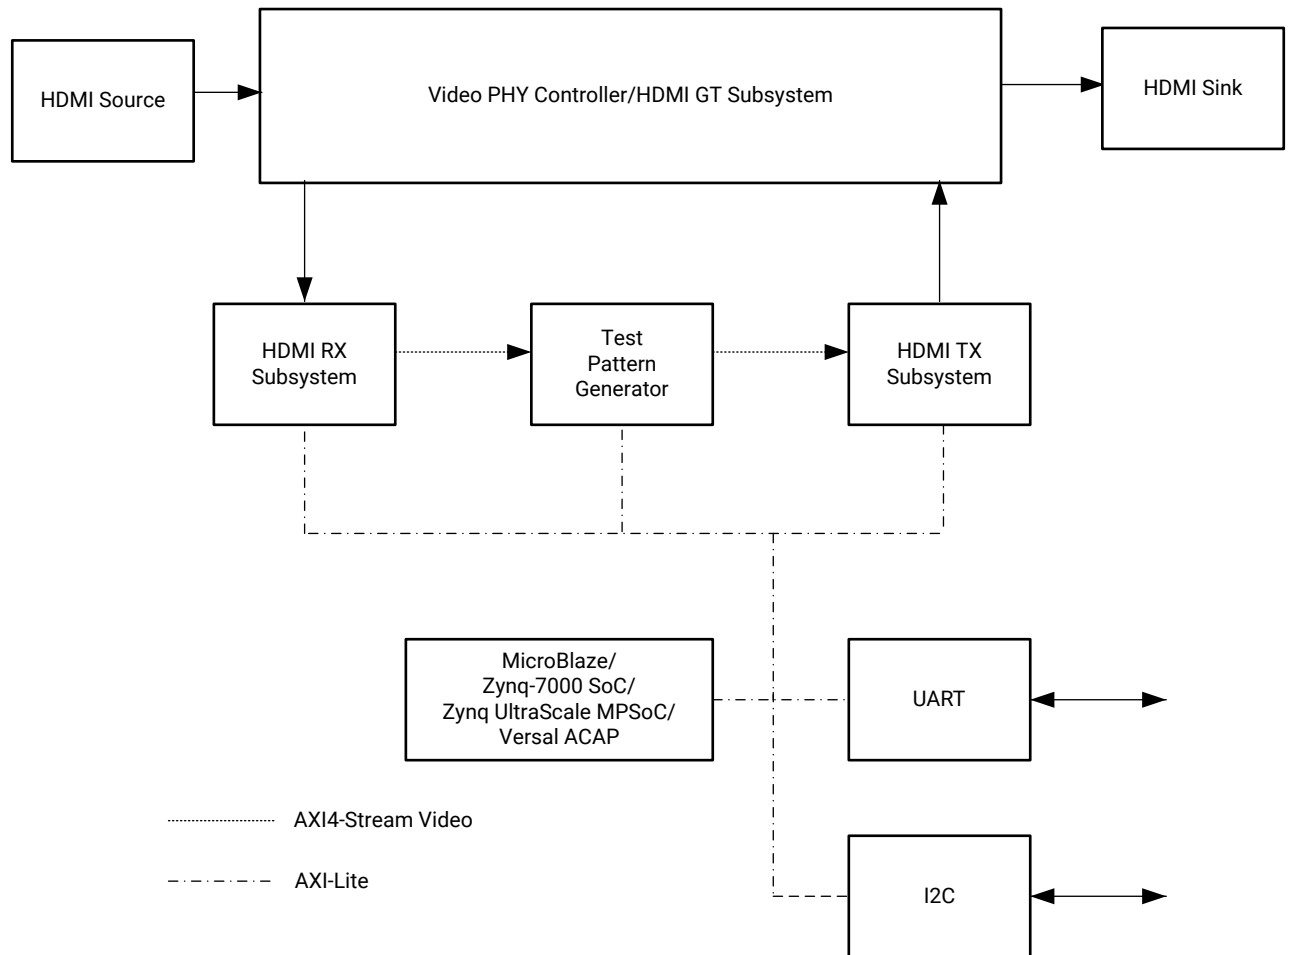 HDMI Source
Video PHY Controller/HDMI GT Subsystem
HDMI Sink
HDMI RX
Subsystem
Test
Pattern
Generator
HDMI TX
Subsystem
MicroBlaze/
Zynq-7000 SoC/
Zynq UltraScale MPSoC/
Versal ACAP
UART
AXI4-Stream Video
AXI-Lite
I2C